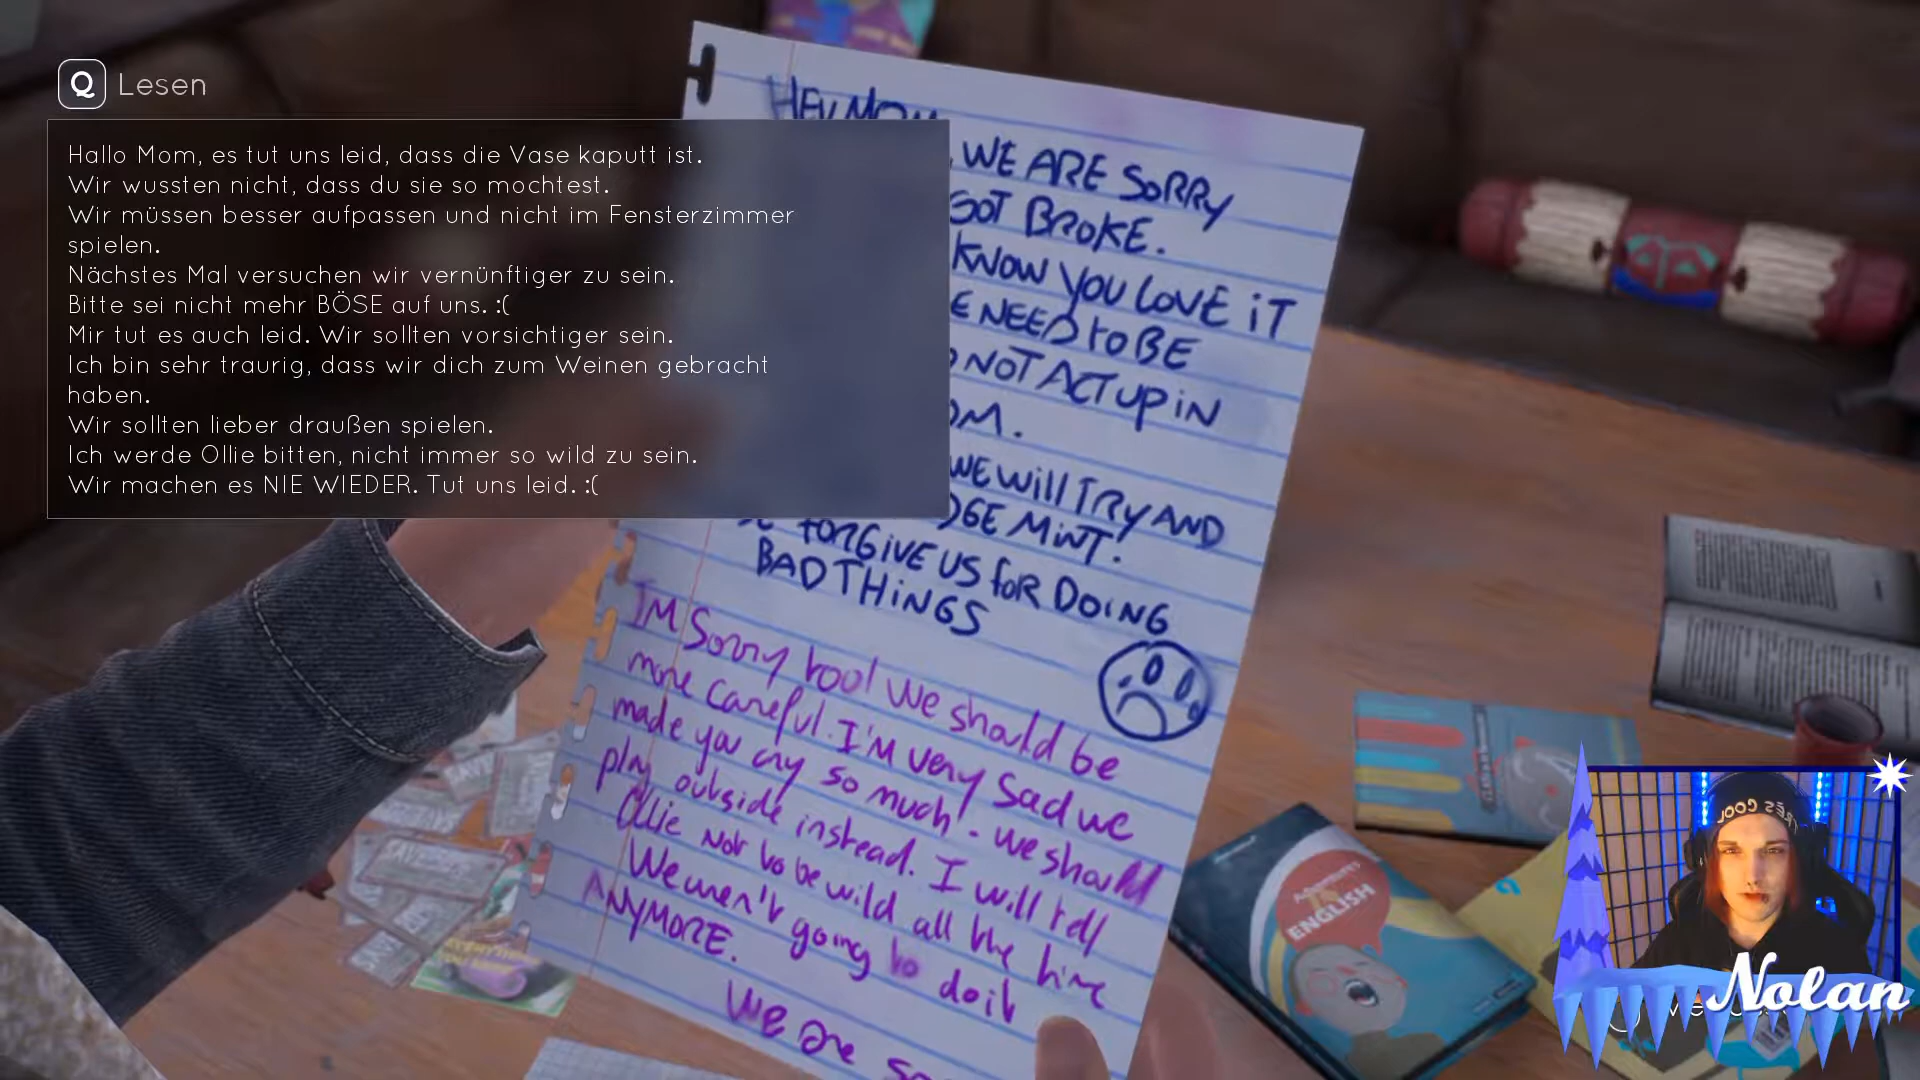 Q Lesen
Hallo Mom, es tut uns leid, dass die Vase kaputt ist.
Wir wussten nicht, dass du sie so mochtest.
Wir müssen besser aufpassen und nicht im Fensterzimmer
spielen.
Nächstes Mal versuchen wir vernünftiger zu sein.
Bitte sei nicht mehr BÖSE auf uns. :(
Mir tut es auch leid. Wir sollten vorsichtiger sein.
Ich bin sehr traurig, dass wir dich zum Weinen gebracht
haben.
Wir sollten lieber draußen spielen.
Ich werde Ollie bitten, nicht immer so wild zu sein.
Wir machen es NIE WIEDER. Tut uns leid. :(
HEY MOM
WE ARE SORRY
GOT BROKE.
KNOW YOU LOVE iT
NEED to BE
NOT ACT UP iN
WE Will TRY AND
MiNT.
FORGiVE US foR DOiNG
BAD THiNGS
I'M Sorry too! We should be
more careful. I'M very Sad we
made you cry so much! - we should
play outside instead. I will tell
Ollie Not to be wild all the time
We weren't going to do it
ANYMORE.
We are
Adventures
IN
ENGLISH
TRÈS COOL
Nolan